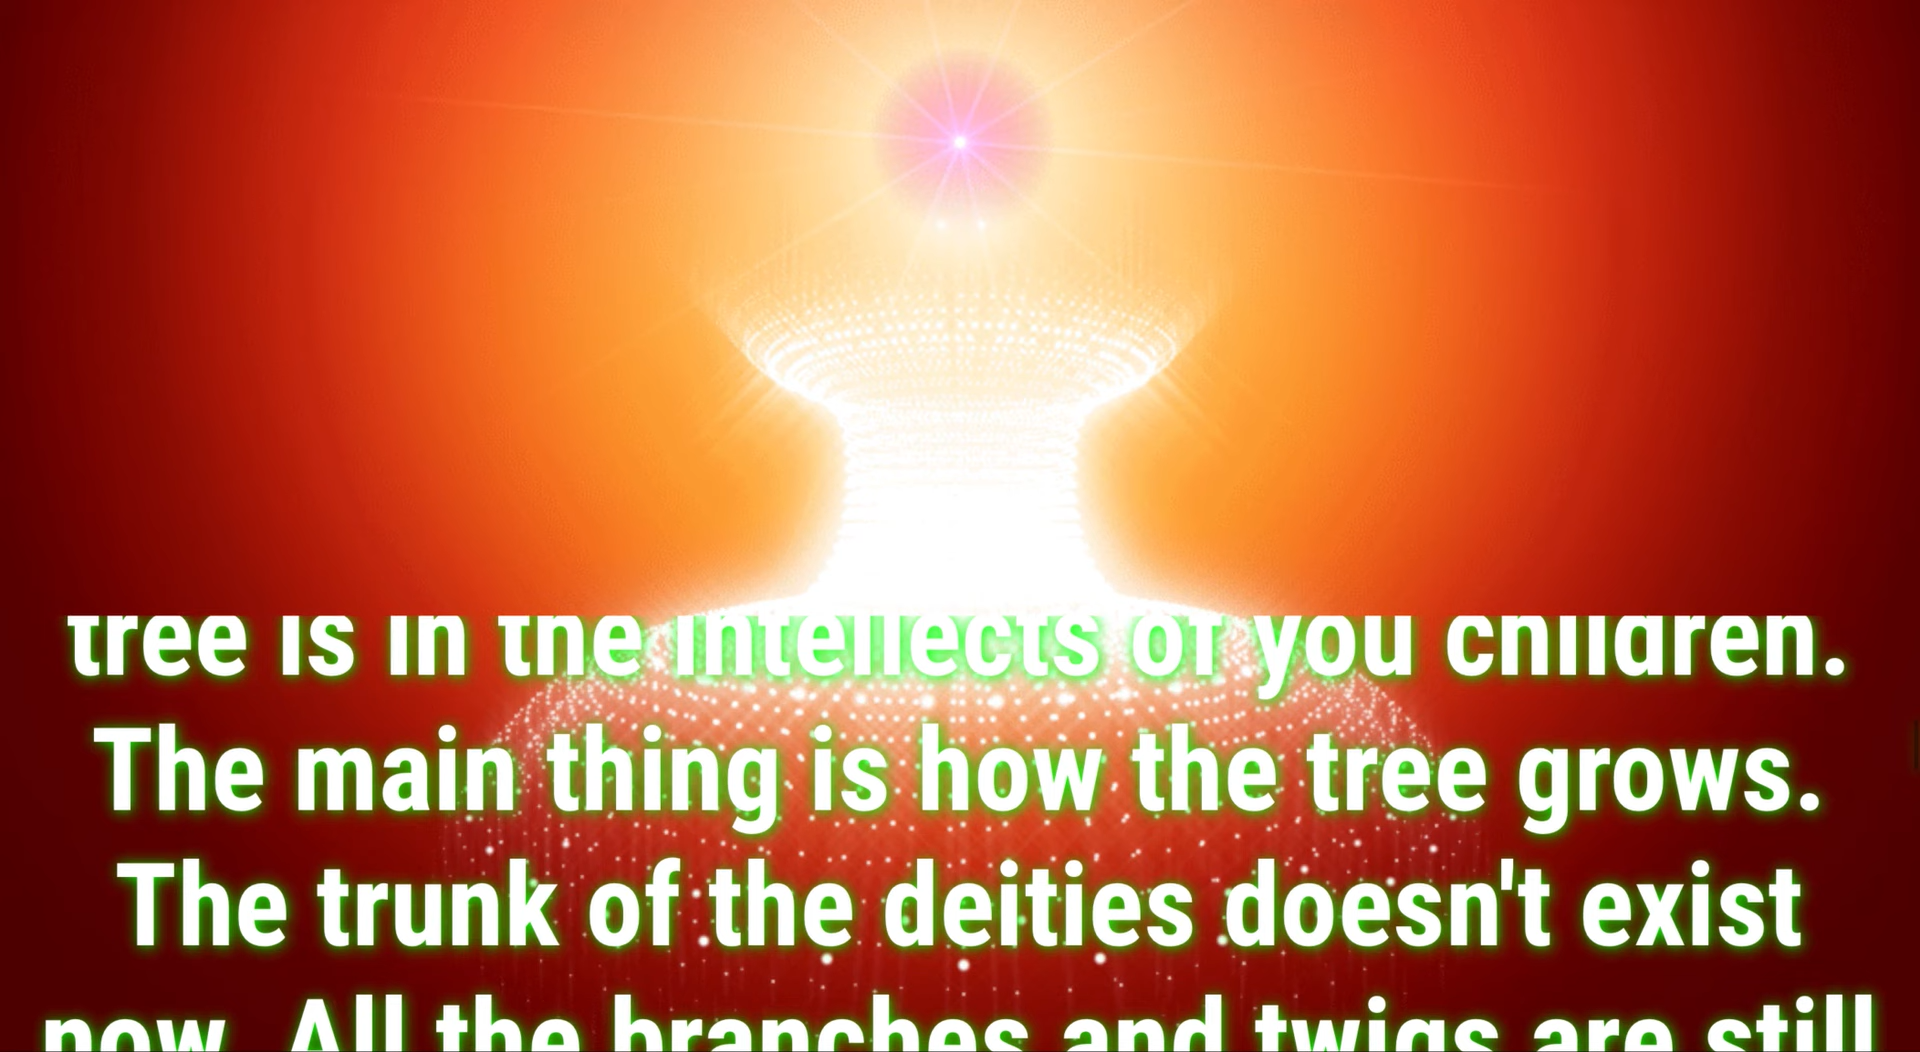 tree is in the intellects of you children.
The main thing is how the tree grows.
The trunk of the deities doesn't exist
now. All the branches and twigs are still